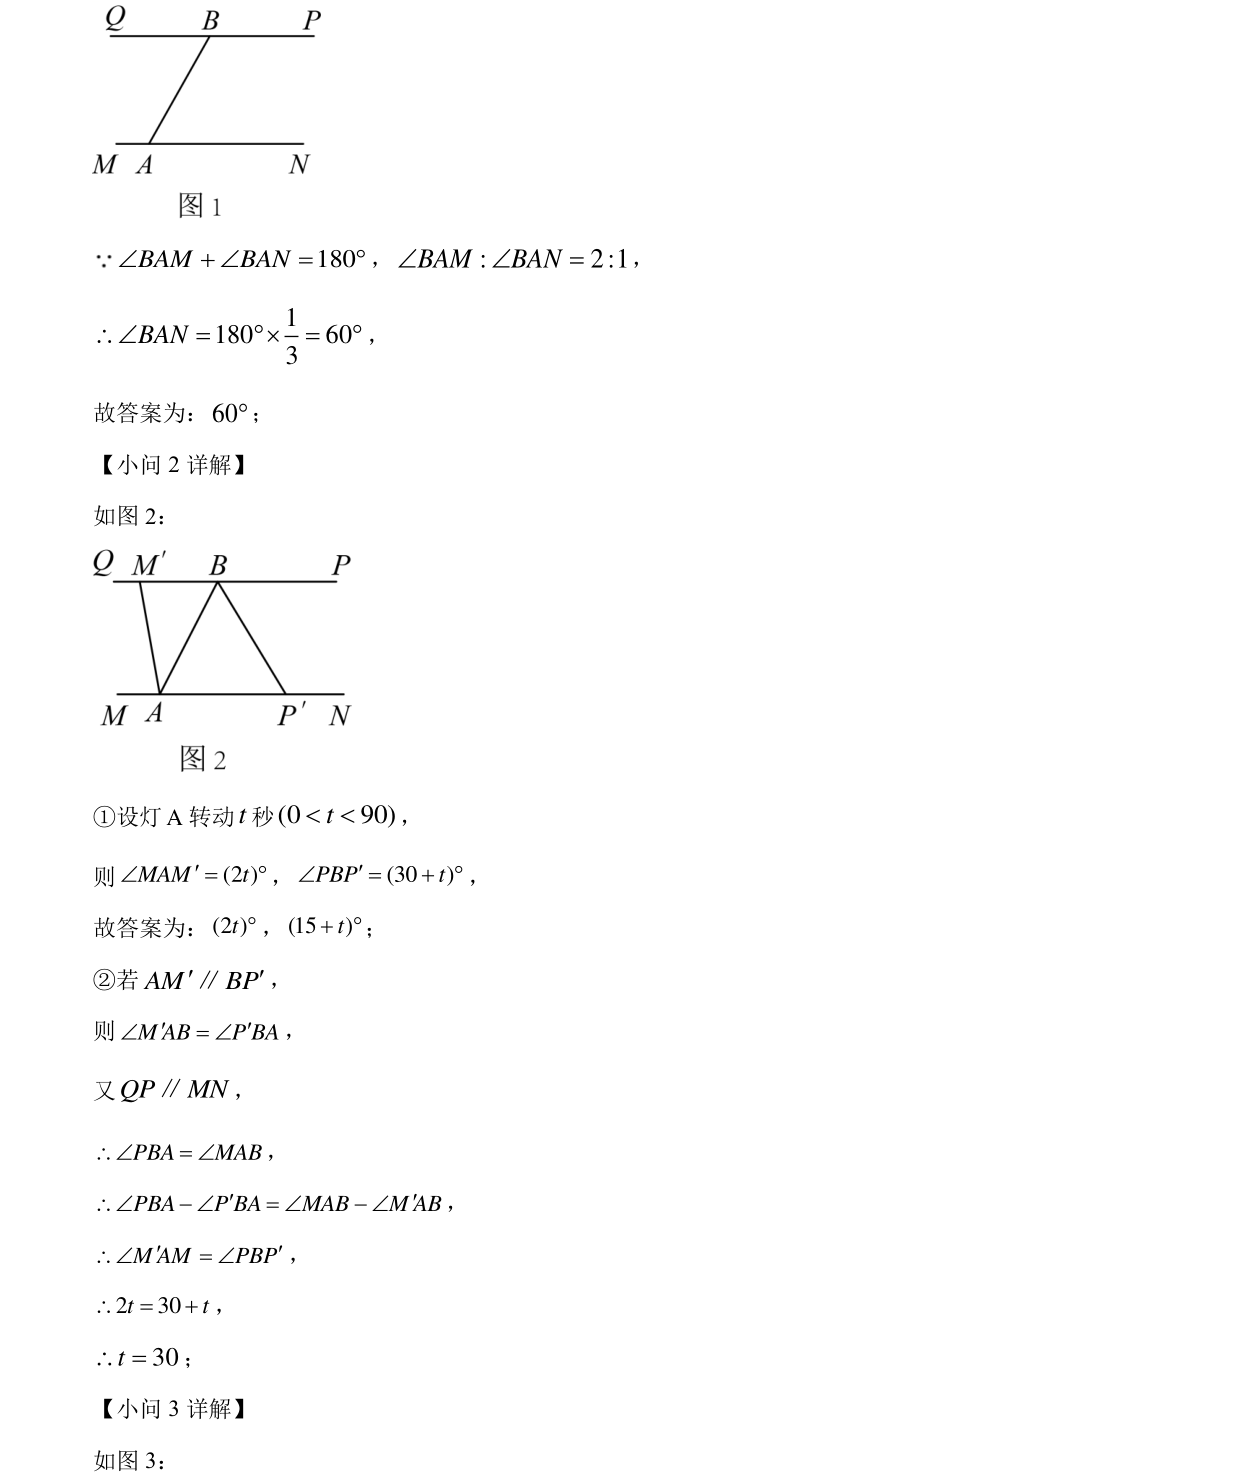 Q B P
M A N
图 1
∵∠BAM + ∠BAN = 180°，∠BAM : ∠BAN = 2:1，
∴∠BAN = 180° × 1/3 = 60°，
故答案为：60°；
【小问 2 详解】
如图 2：
Q M′ B P
M A P′ N
图 2
①设灯 A 转动 t 秒 (0 < t < 90)，
则 ∠MAM′ = (2t)°，∠PBP′ = (30 + t)°，
故答案为：(2t)°，(15 + t)°；
②若 AM′ ∥ BP′，
则 ∠M′AB = ∠P′BA，
又 QP ∥ MN，
∴∠PBA = ∠MAB，
∴∠PBA − ∠P′BA = ∠MAB − ∠M′AB，
∴∠M′AM = ∠PBP′，
∴2t = 30 + t，
∴t = 30；
【小问 3 详解】
如图 3：